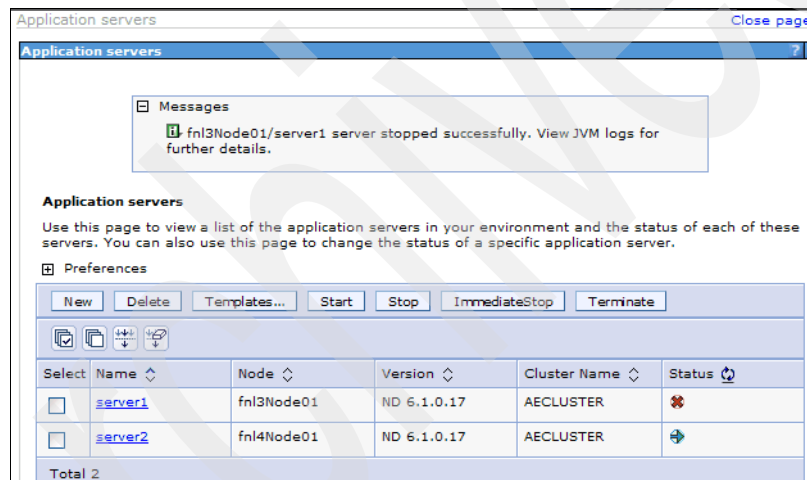 Application servers Close page
Application servers ?
Messages
fnl3Node01/server1 server stopped successfully. View JVM logs for
further details.
Application servers
Use this page to view a list of the application servers in your environment and the status of each of these
servers. You can also use this page to change the status of a specific application server.
Preferences
New Delete Templates... Start Stop ImmediateStop Terminate
Select Name Node Version Cluster Name Status
server1 fnl3Node01 ND 6.1.0.17 AECLUSTER
server2 fnl4Node01 ND 6.1.0.17 AECLUSTER
Total 2